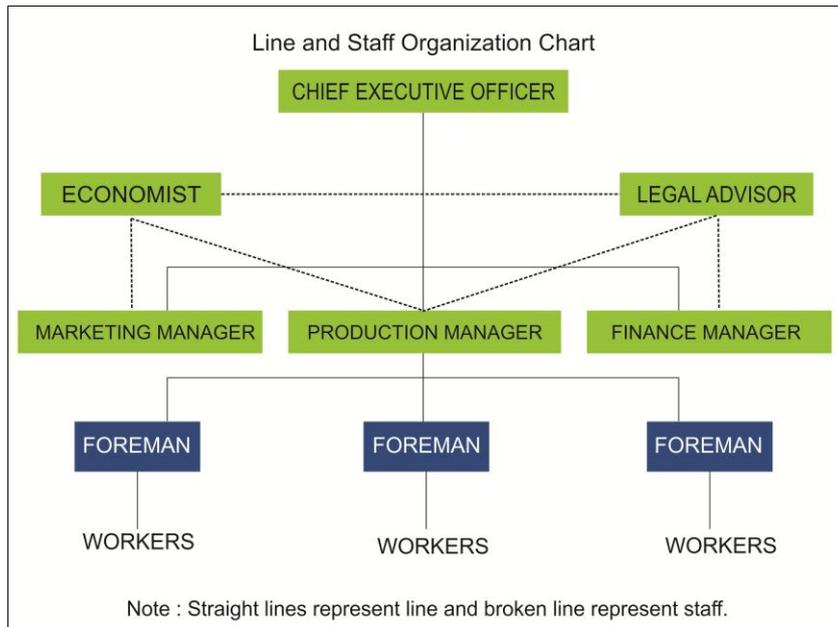 Line and Staff Organization Chart
CHIEF EXECUTIVE OFFICER
ECONOMIST
LEGAL ADVISOR
MARKETING MANAGER
PRODUCTION MANAGER
FINANCE MANAGER
FOREMAN
FOREMAN
FOREMAN
WORKERS
WORKERS
WORKERS
Note : Straight lines represent line and broken line represent staff.